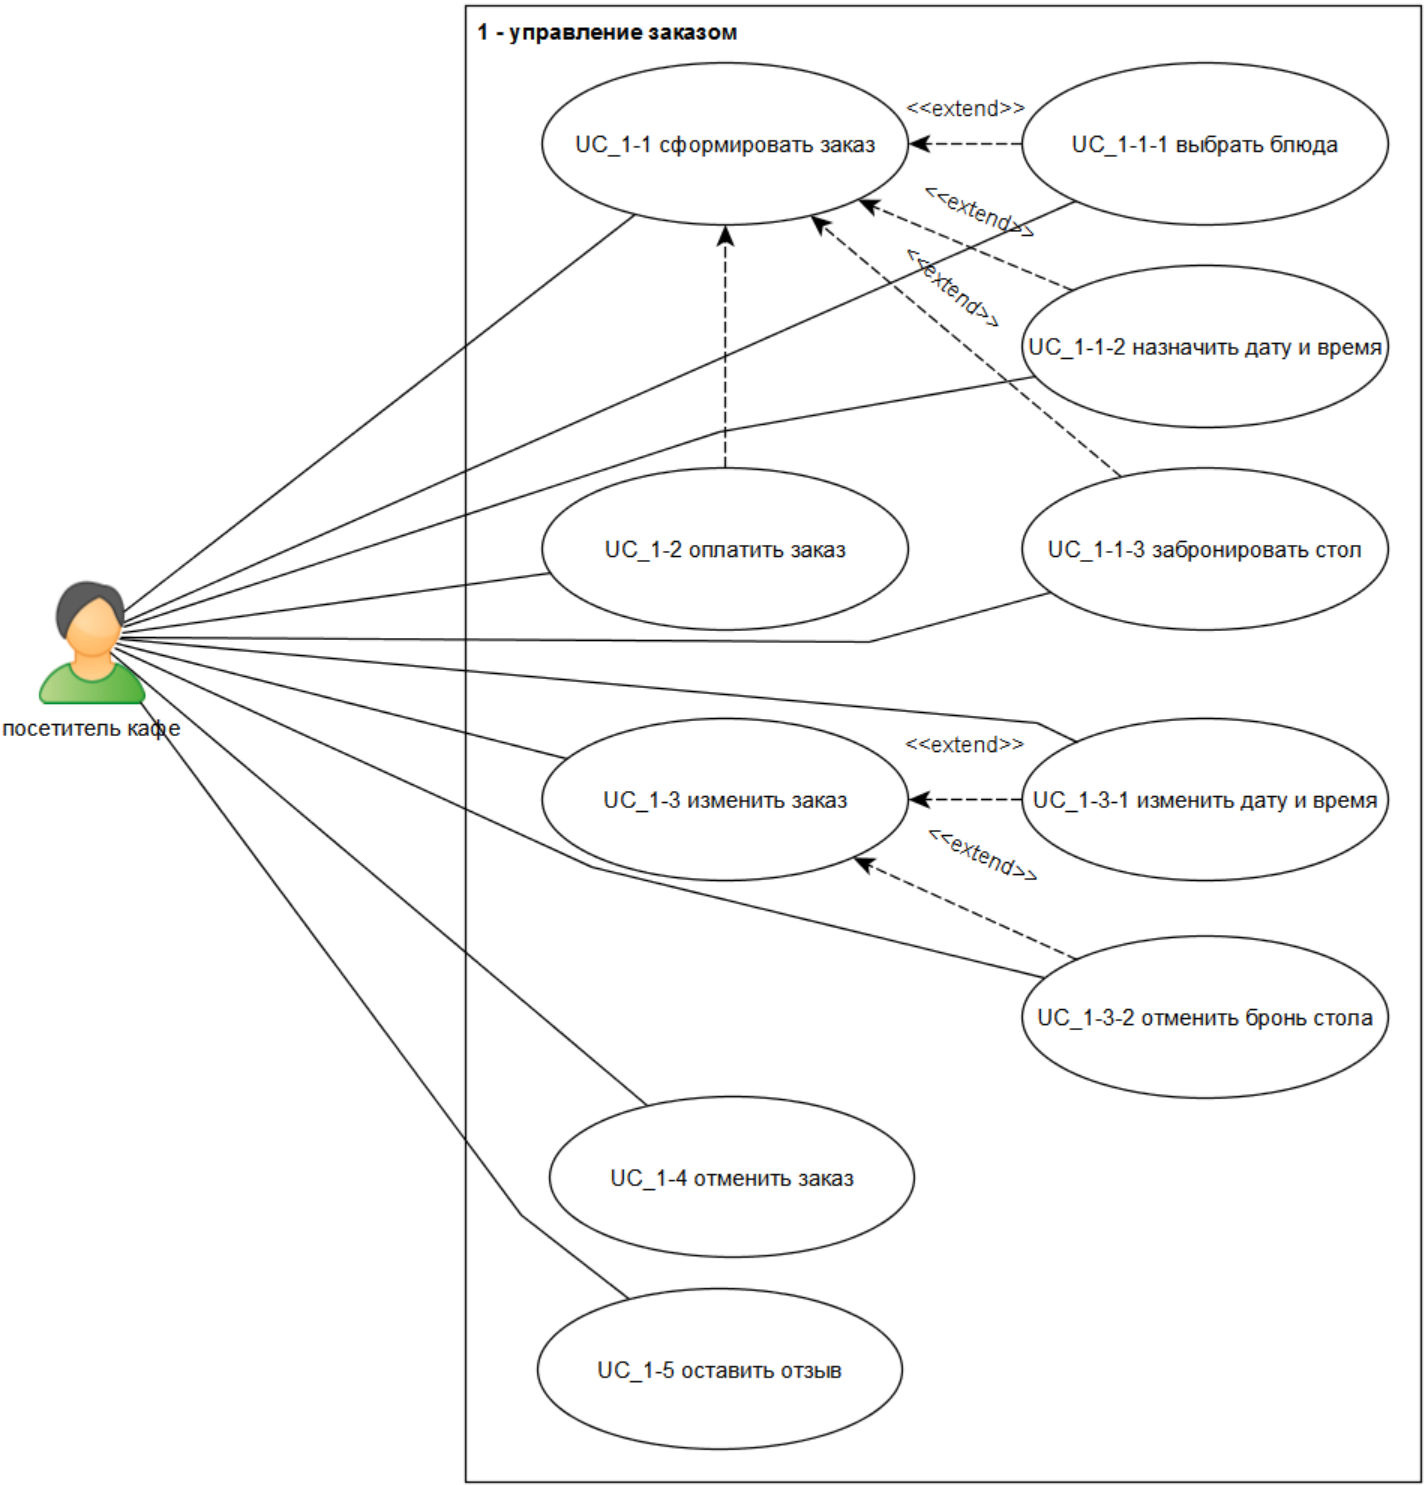 1 - управление заказом
UC_1-1 сформировать заказ
<<extend>>
UC_1-1-1 выбрать блюда
<<extend>>
<<extend>>
UC_1-1-2 назначить дату и время
UC_1-2 оплатить заказ
UC_1-1-3 забронировать стол
посетитель кафе
<<extend>>
UC_1-3 изменить заказ
UC_1-3-1 изменить дату и время
<<extend>>
UC_1-3-2 отменить бронь стола
UC_1-4 отменить заказ
UC_1-5 оставить отзыв